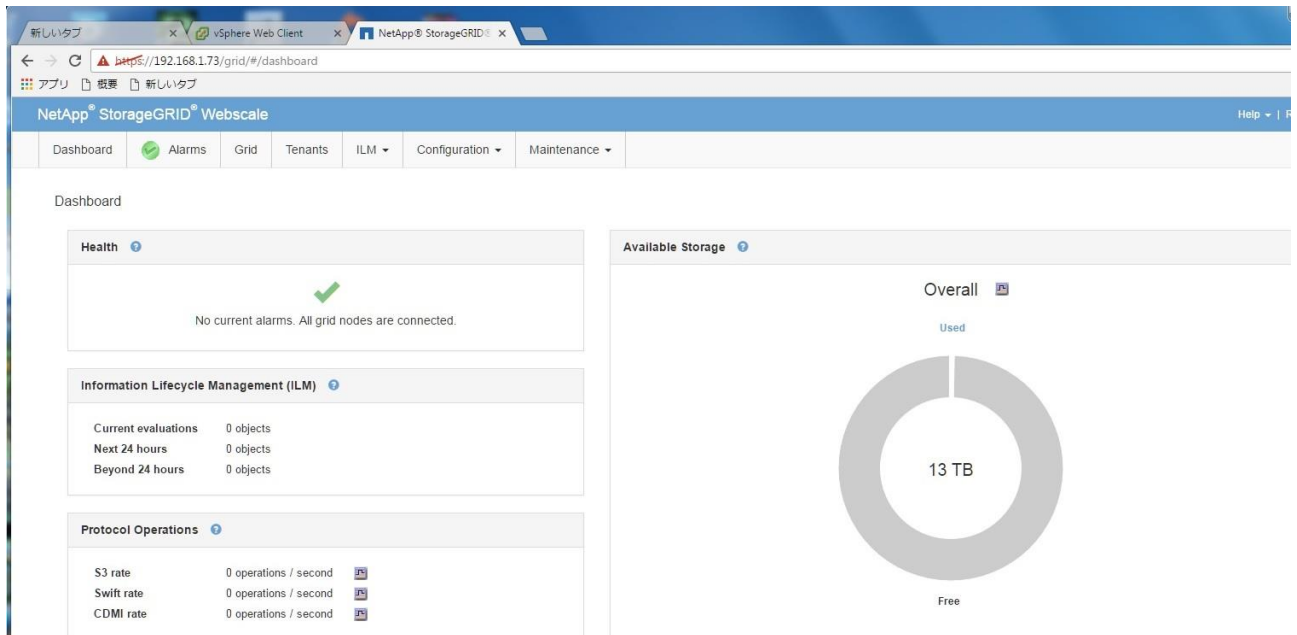 新しいタブ
vSphere Web Client
NetApp® StorageGRID®
https://192.168.1.73/grid/#/dashboard
アプリ 概要 新しいタブ
NetApp® StorageGRID® Webscale
Help
Dashboard Alarms Grid Tenants ILM Configuration Maintenance
Dashboard
Health
No current alarms. All grid nodes are connected.
Information Lifecycle Management (ILM)
Current evaluations 0 objects
Next 24 hours 0 objects
Beyond 24 hours 0 objects
Protocol Operations
S3 rate 0 operations / second
Swift rate 0 operations / second
CDMI rate 0 operations / second
Available Storage
Overall
Used
13 TB
Free